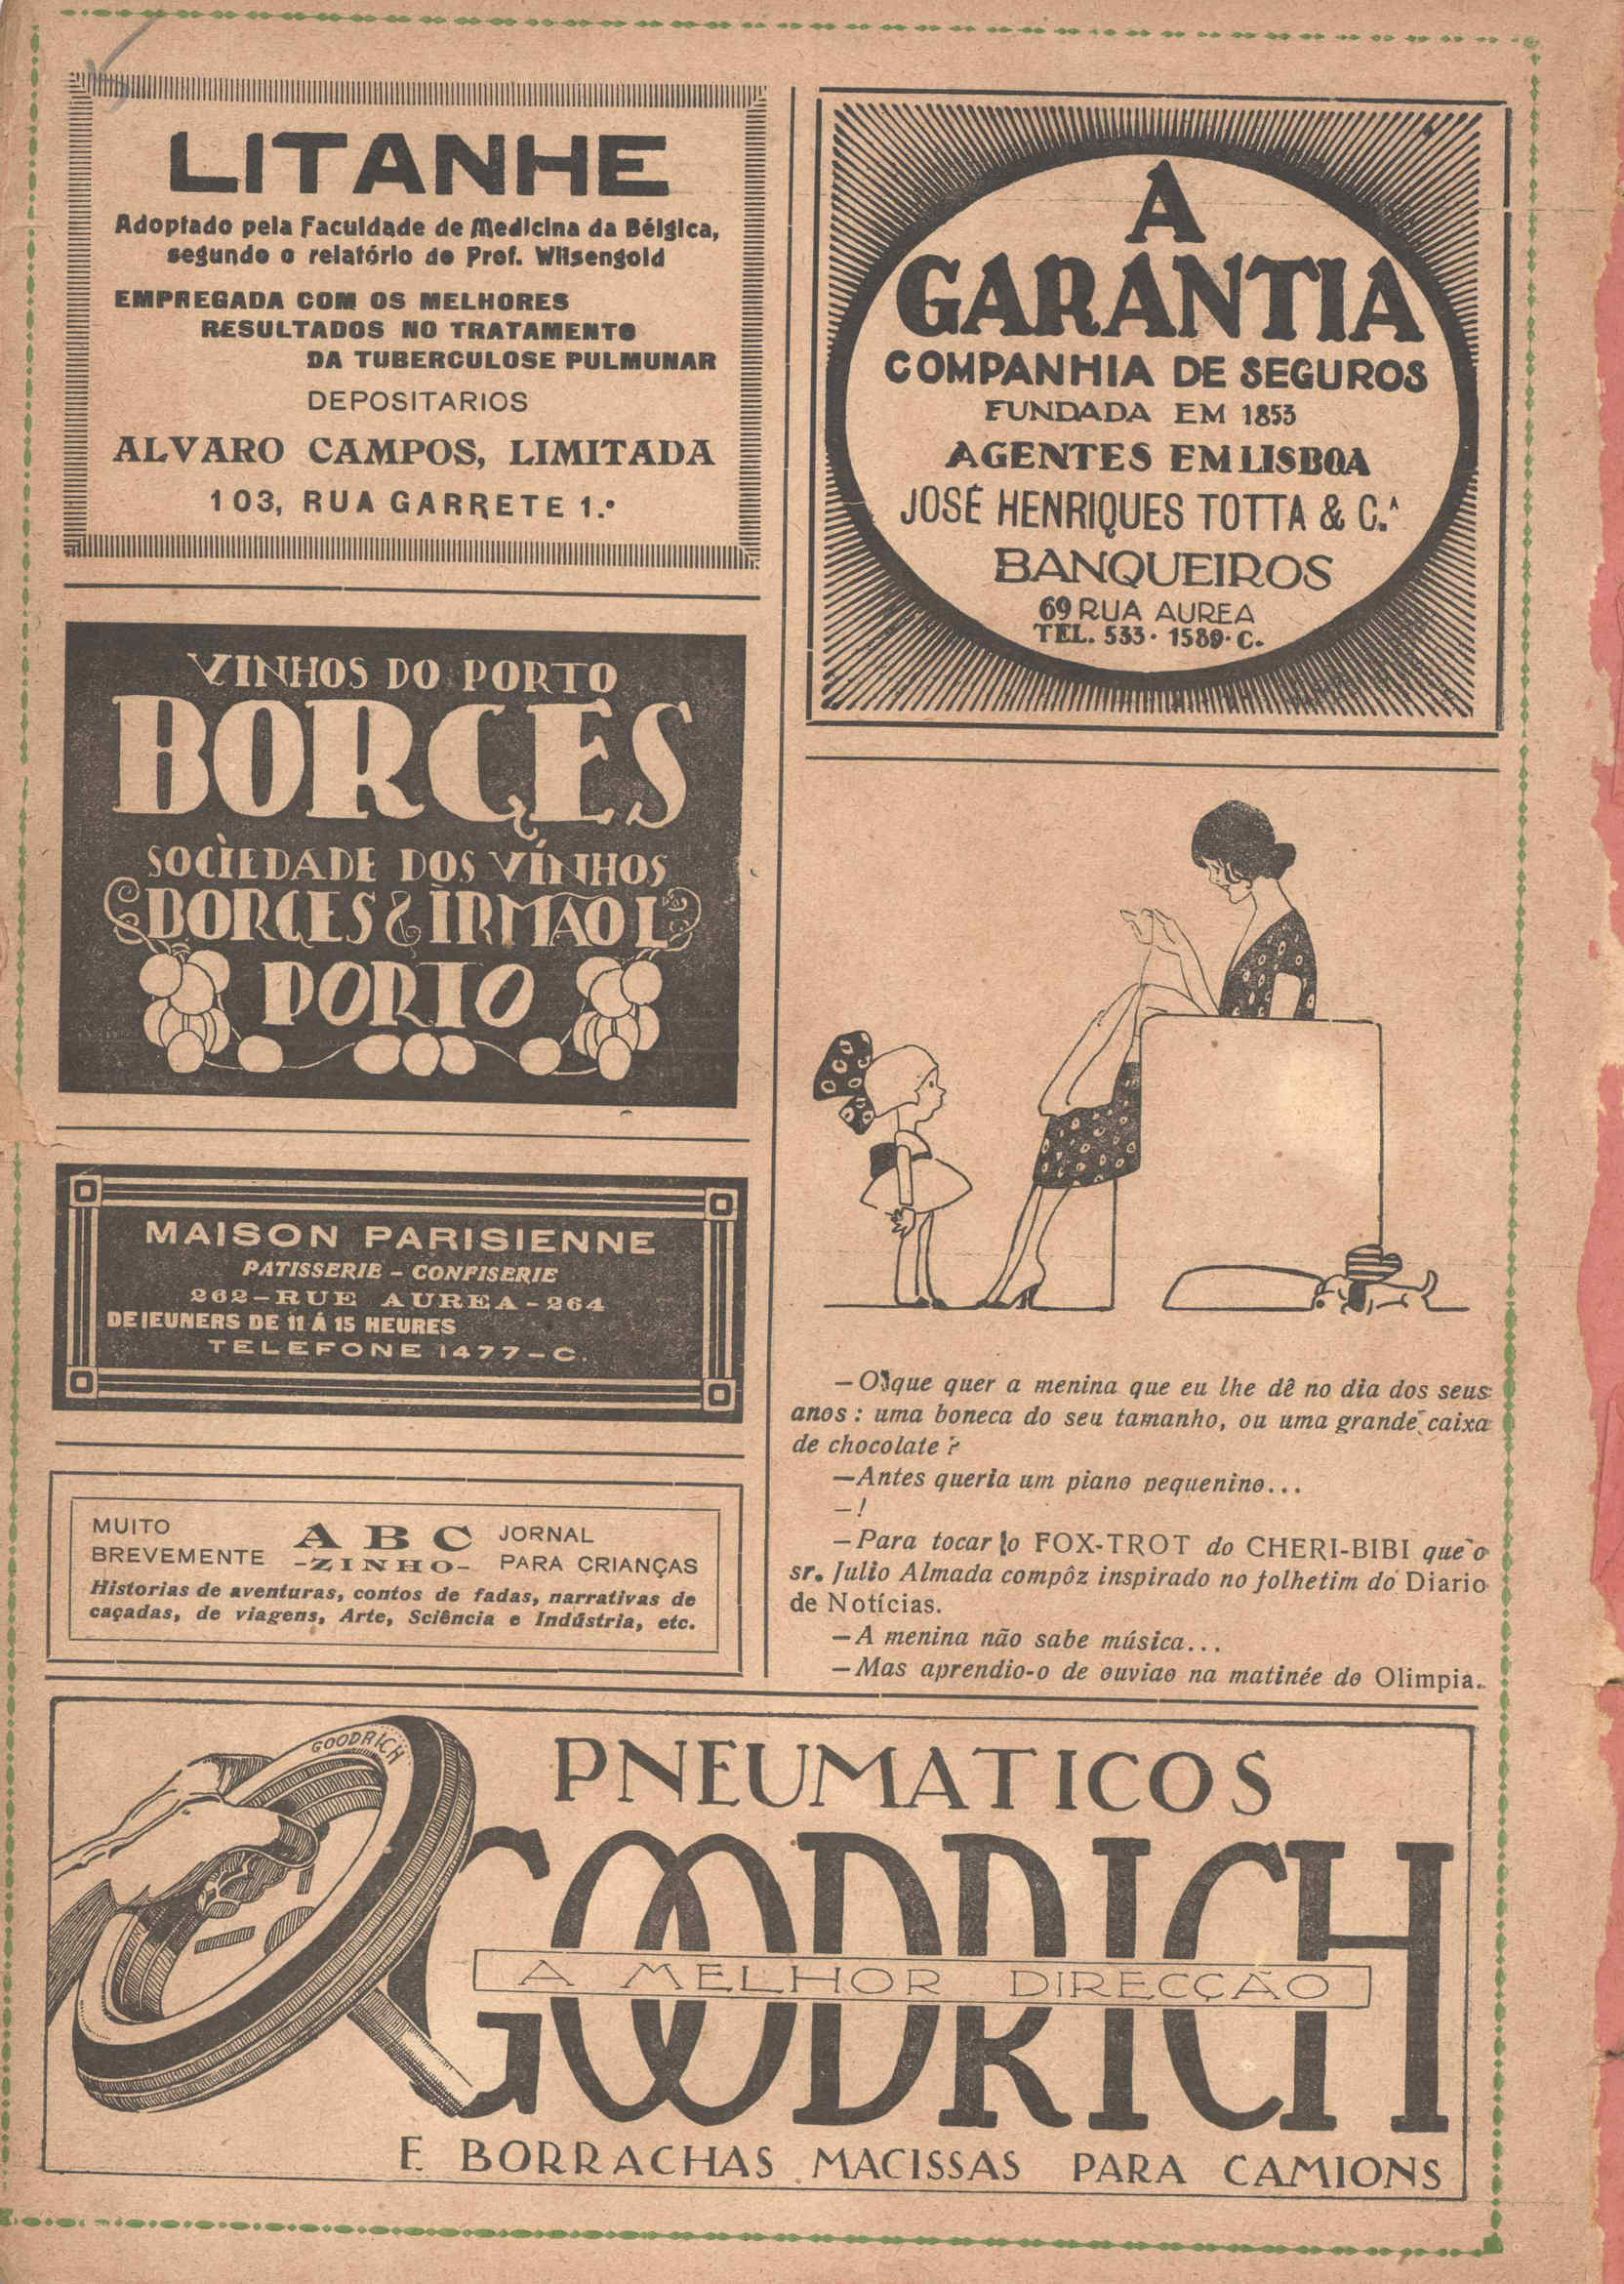 LITANHE
Adoptado pela Faculdade de Medicina da Bélgica,
segundo o relatório do Prof. Wiisengold
EMPREGADA COM OS MELHORES
RESULTADOS NO TRATAMENTO
DA TUBERCULOSE PULMUNAR
DEPOSITARIOS
ALVARO CAMPOS, LIMITADA
103, RUA GARRETE 1.º
VINHOS DO PORTO
BORGES
SOCIEDADE DOS VÍNHOS
BORGES & IRMÃO L.DA
PORTO
MAISON PARISIENNE
PATISSERIE - CONFISERIE
262-RUE AUREA-264
DEJEUNERS DE 11 Á 15 HEURES
TELEFONE 1477-C.
MUITO
BREVEMENTE
A B C
-ZINHO-
JORNAL
PARA CRIANÇAS
Historias de aventuras, contos de fadas, narrativas de
caçadas, de viagens, Arte, Sciência e Indústria, etc.
A
GARANTIA
COMPANHIA DE SEGUROS
FUNDADA EM 1853
AGENTES EM LISBOA
JOSÉ HENRIQUES TOTTA & C.ᴬ
BANQUEIROS
69 RUA AUREA
TEL. 533 · 1589 · C.
—O que quer a menina que eu lhe dê no dia dos seus
anos: uma boneca do seu tamanho, ou uma grande caixa
de chocolate?
—Antes queria um piano pequenino...
—!
—Para tocar o FOX-TROT do CHERI-BIBI que o
sr. Julio Almada compôz inspirado no folhetim do Diario
de Notícias.
—A menina não sabe música...
—Mas aprendio-o de ouviao na matinée do Olimpia.
GOODRICH
PNEUMATICOS
GOODRICH
A MELHOR DIRECÇÃO
E BORRACHAS MACISSAS PARA CAMIONS